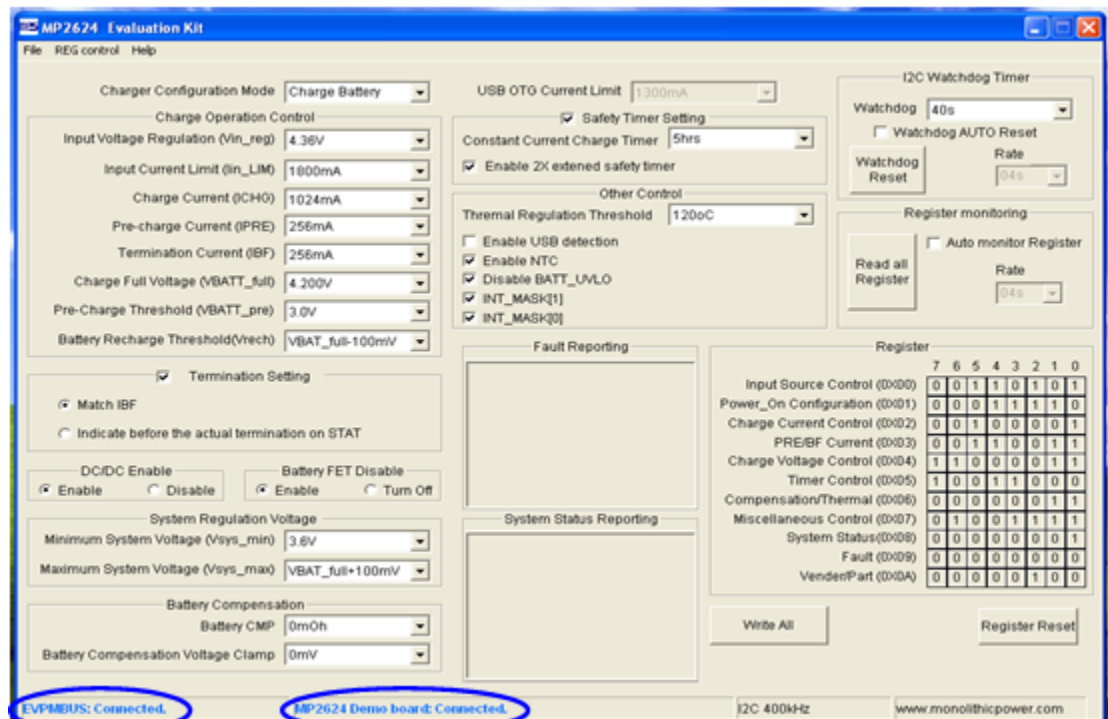 MP2624 Evaluation Kit
File REG control Help
Charger Configuration Mode Charge Battery
Charge Operation Control
Input Voltage Regulation (Vin_reg) 4.36V
Input Current Limit (Iin_LIM) 1800mA
Charge Current (ICHG) 1024mA
Pre-charge Current (IPRE) 256mA
Termination Current (IBF) 256mA
Charge Full Voltage (VBATT_full) 4.200V
Pre-Charge Threshold (VBATT_pre) 3.0V
Battery Recharge Threshold(Vrech) VBAT_full-100mV
Termination Setting
Match IBF
Indicate before the actual termination on STAT
DC/DC Enable
Enable Disable
Battery FET Disable
Enable Turn Off
System Regulation Voltage
Minimum System Voltage (Vsys_min) 3.6V
Maximum System Voltage (Vsys_max) VBAT_full+100mV
Battery Compensation
Battery CMP 0mOh
Battery Compensation Voltage Clamp 0mV
USB OTG Current Limit 1300mA
Safety Timer Setting
Constant Current Charge Timer 5hrs
Enable 2X extened safety timer
Other Control
Thremal Regulation Threshold 120oC
Enable USB detection
Enable NTC
Disable BATT_UVLO
INT_MASK[1]
INT_MASK[0]
Fault Reporting
System Status Reporting
I2C Watchdog Timer
Watchdog 40s
Watchdog AUTO Reset
Watchdog
Reset
Rate
04s
Register monitoring
Read all
Register
Auto monitor Register
Rate
04s
Register
7 6 5 4 3 2 1 0
Input Source Control (0X00) 0 0 1 1 0 1 0 1
Power_On Configuration (0X01) 0 0 0 1 1 1 1 0
Charge Current Control (0X02) 0 0 1 0 0 0 0 1
PRE/BF Current (0X03) 0 0 1 1 0 0 1 1
Charge Voltage Control (0X04) 1 1 0 0 0 0 1 1
Timer Control (0X05) 1 0 0 1 1 0 0 1
Compensation/Thermal (0X06) 0 0 0 0 0 0 1 1
Miscellaneous Control (0X07) 0 1 0 0 1 1 1 1
System Status(0X08) 0 0 0 0 0 0 0 1
Fault (0X09) 0 0 0 0 0 0 0 0
Vender/Part (0X0A) 0 0 0 0 0 1 0 0
Write All
Register Reset
EVPMBUS: Connected.
MP2624 Demo board: Connected.
I2C 400kHz
www.monolithicpower.com